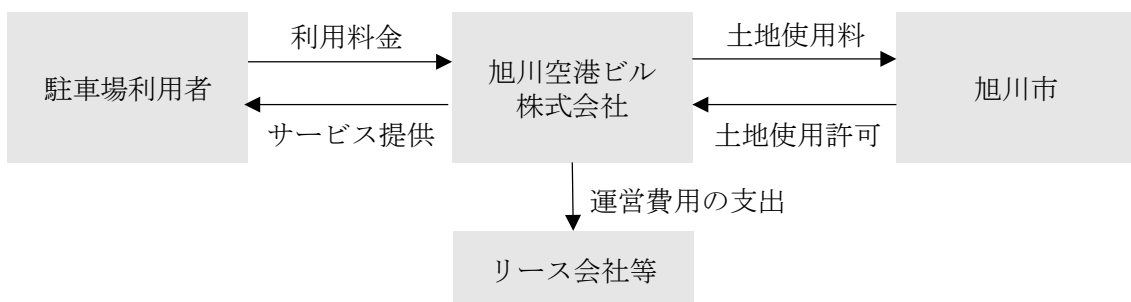 利用料金
土地使用料
駐車場利用者
旭川空港ビル
株式会社
旭川市
サービス提供
土地使用許可
運営費用の支出
リース会社等